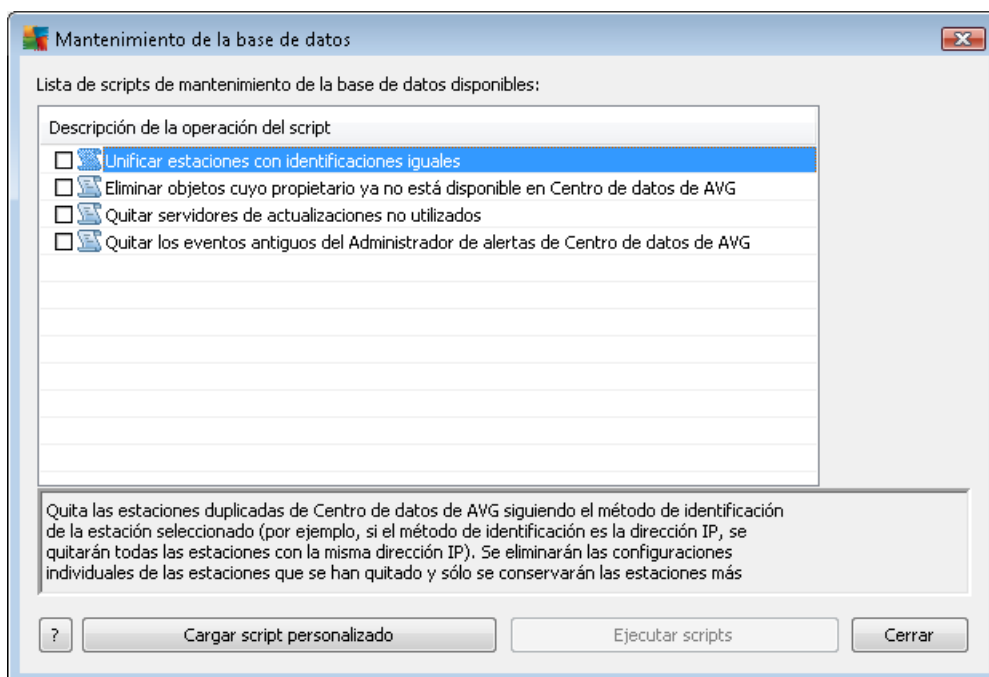 Mantenimiento de la base de datos
Lista de scripts de mantenimiento de la base de datos disponibles:
Descripción de la operación del script
Unificar estaciones con identificaciones iguales
Eliminar objetos cuyo propietario ya no está disponible en Centro de datos de AVG
Quitar servidores de actualizaciones no utilizados
Quitar los eventos antiguos del Administrador de alertas de Centro de datos de AVG
Quita las estaciones duplicadas de Centro de datos de AVG siguiendo el método de identificación
de la estación seleccionado (por ejemplo, si el método de identificación es la dirección IP, se
quitarán todas las estaciones con la misma dirección IP). Se eliminarán las configuraciones
individuales de las estaciones que se han quitado y sólo se conservarán las estaciones más
? Cargar script personalizado Ejecutar scripts Cerrar